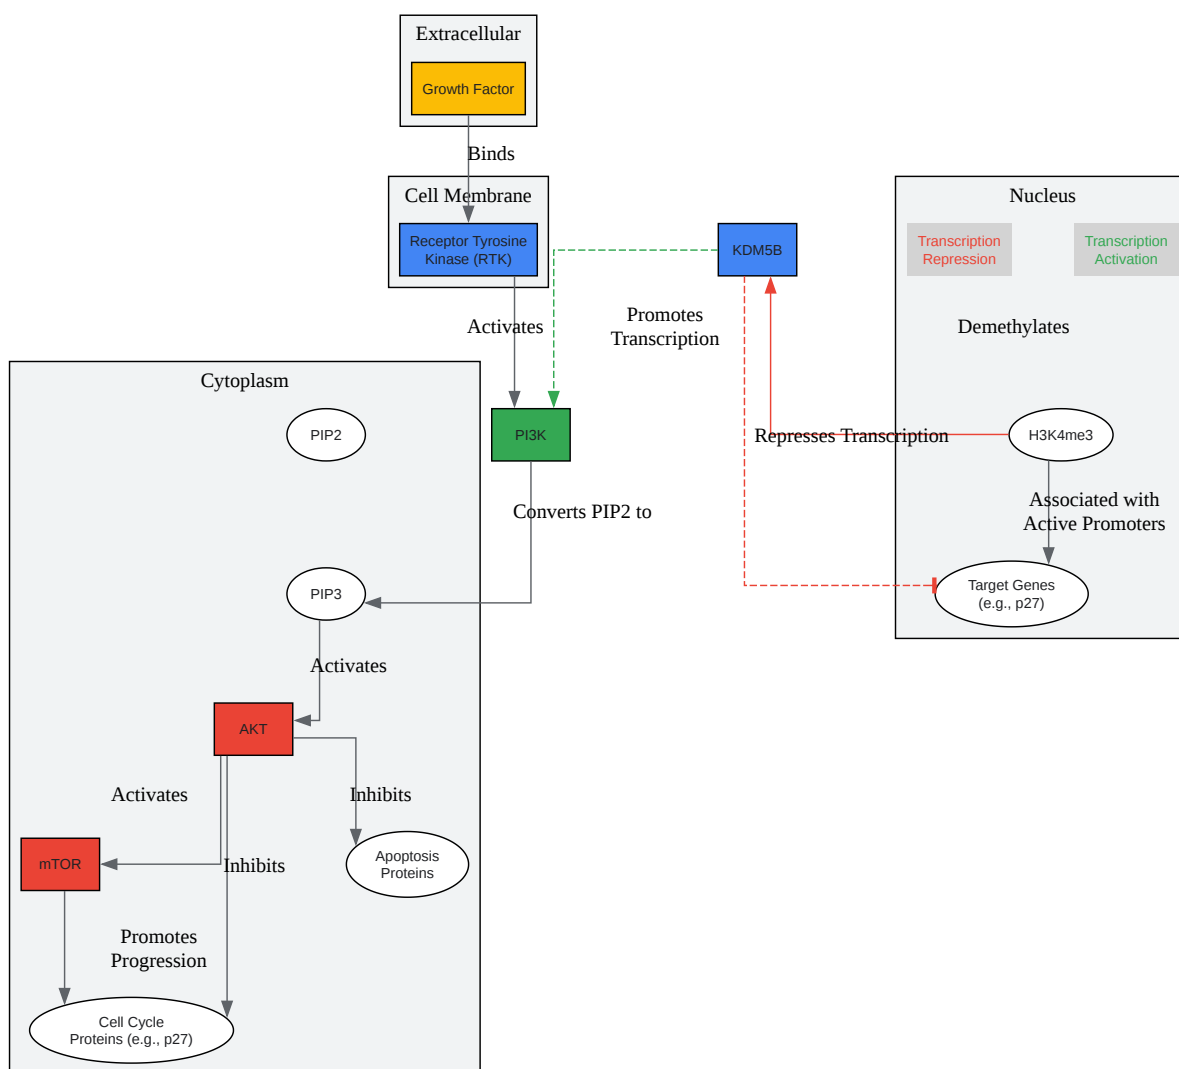 Extracellular
Growth Factor
Binds
Cell Membrane
Receptor Tyrosine
Kinase (RTK)
KDM5B
Nucleus
Transcription
Repression
Transcription
Activation
Activates
Promotes
Transcription
Demethylates
Cytoplasm
PIP2
PI3K
Represses Transcription
H3K4me3
Converts PIP2 to
Associated with
Active Promoters
PIP3
Target Genes
(e.g., p27)
Activates
AKT
Activates
Inhibits
mTOR
Inhibits
Apoptosis
Proteins
Promotes
Progression
Cell Cycle
Proteins (e.g., p27)